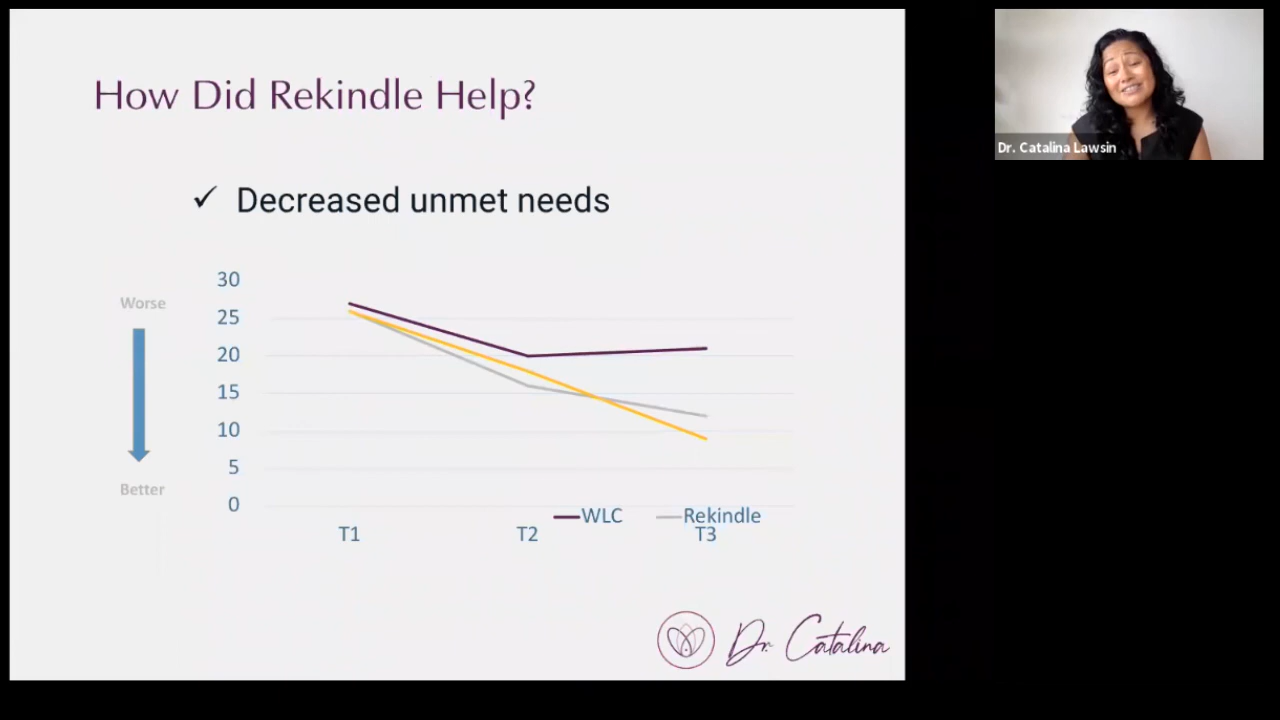 How Did Rekindle Help?
✓ Decreased unmet needs
Worse
Better
30
25
20
15
10
5
0
T1
T2
T3
WLC
Rekindle
Dr. Catalina
Dr. Catalina Lawsin